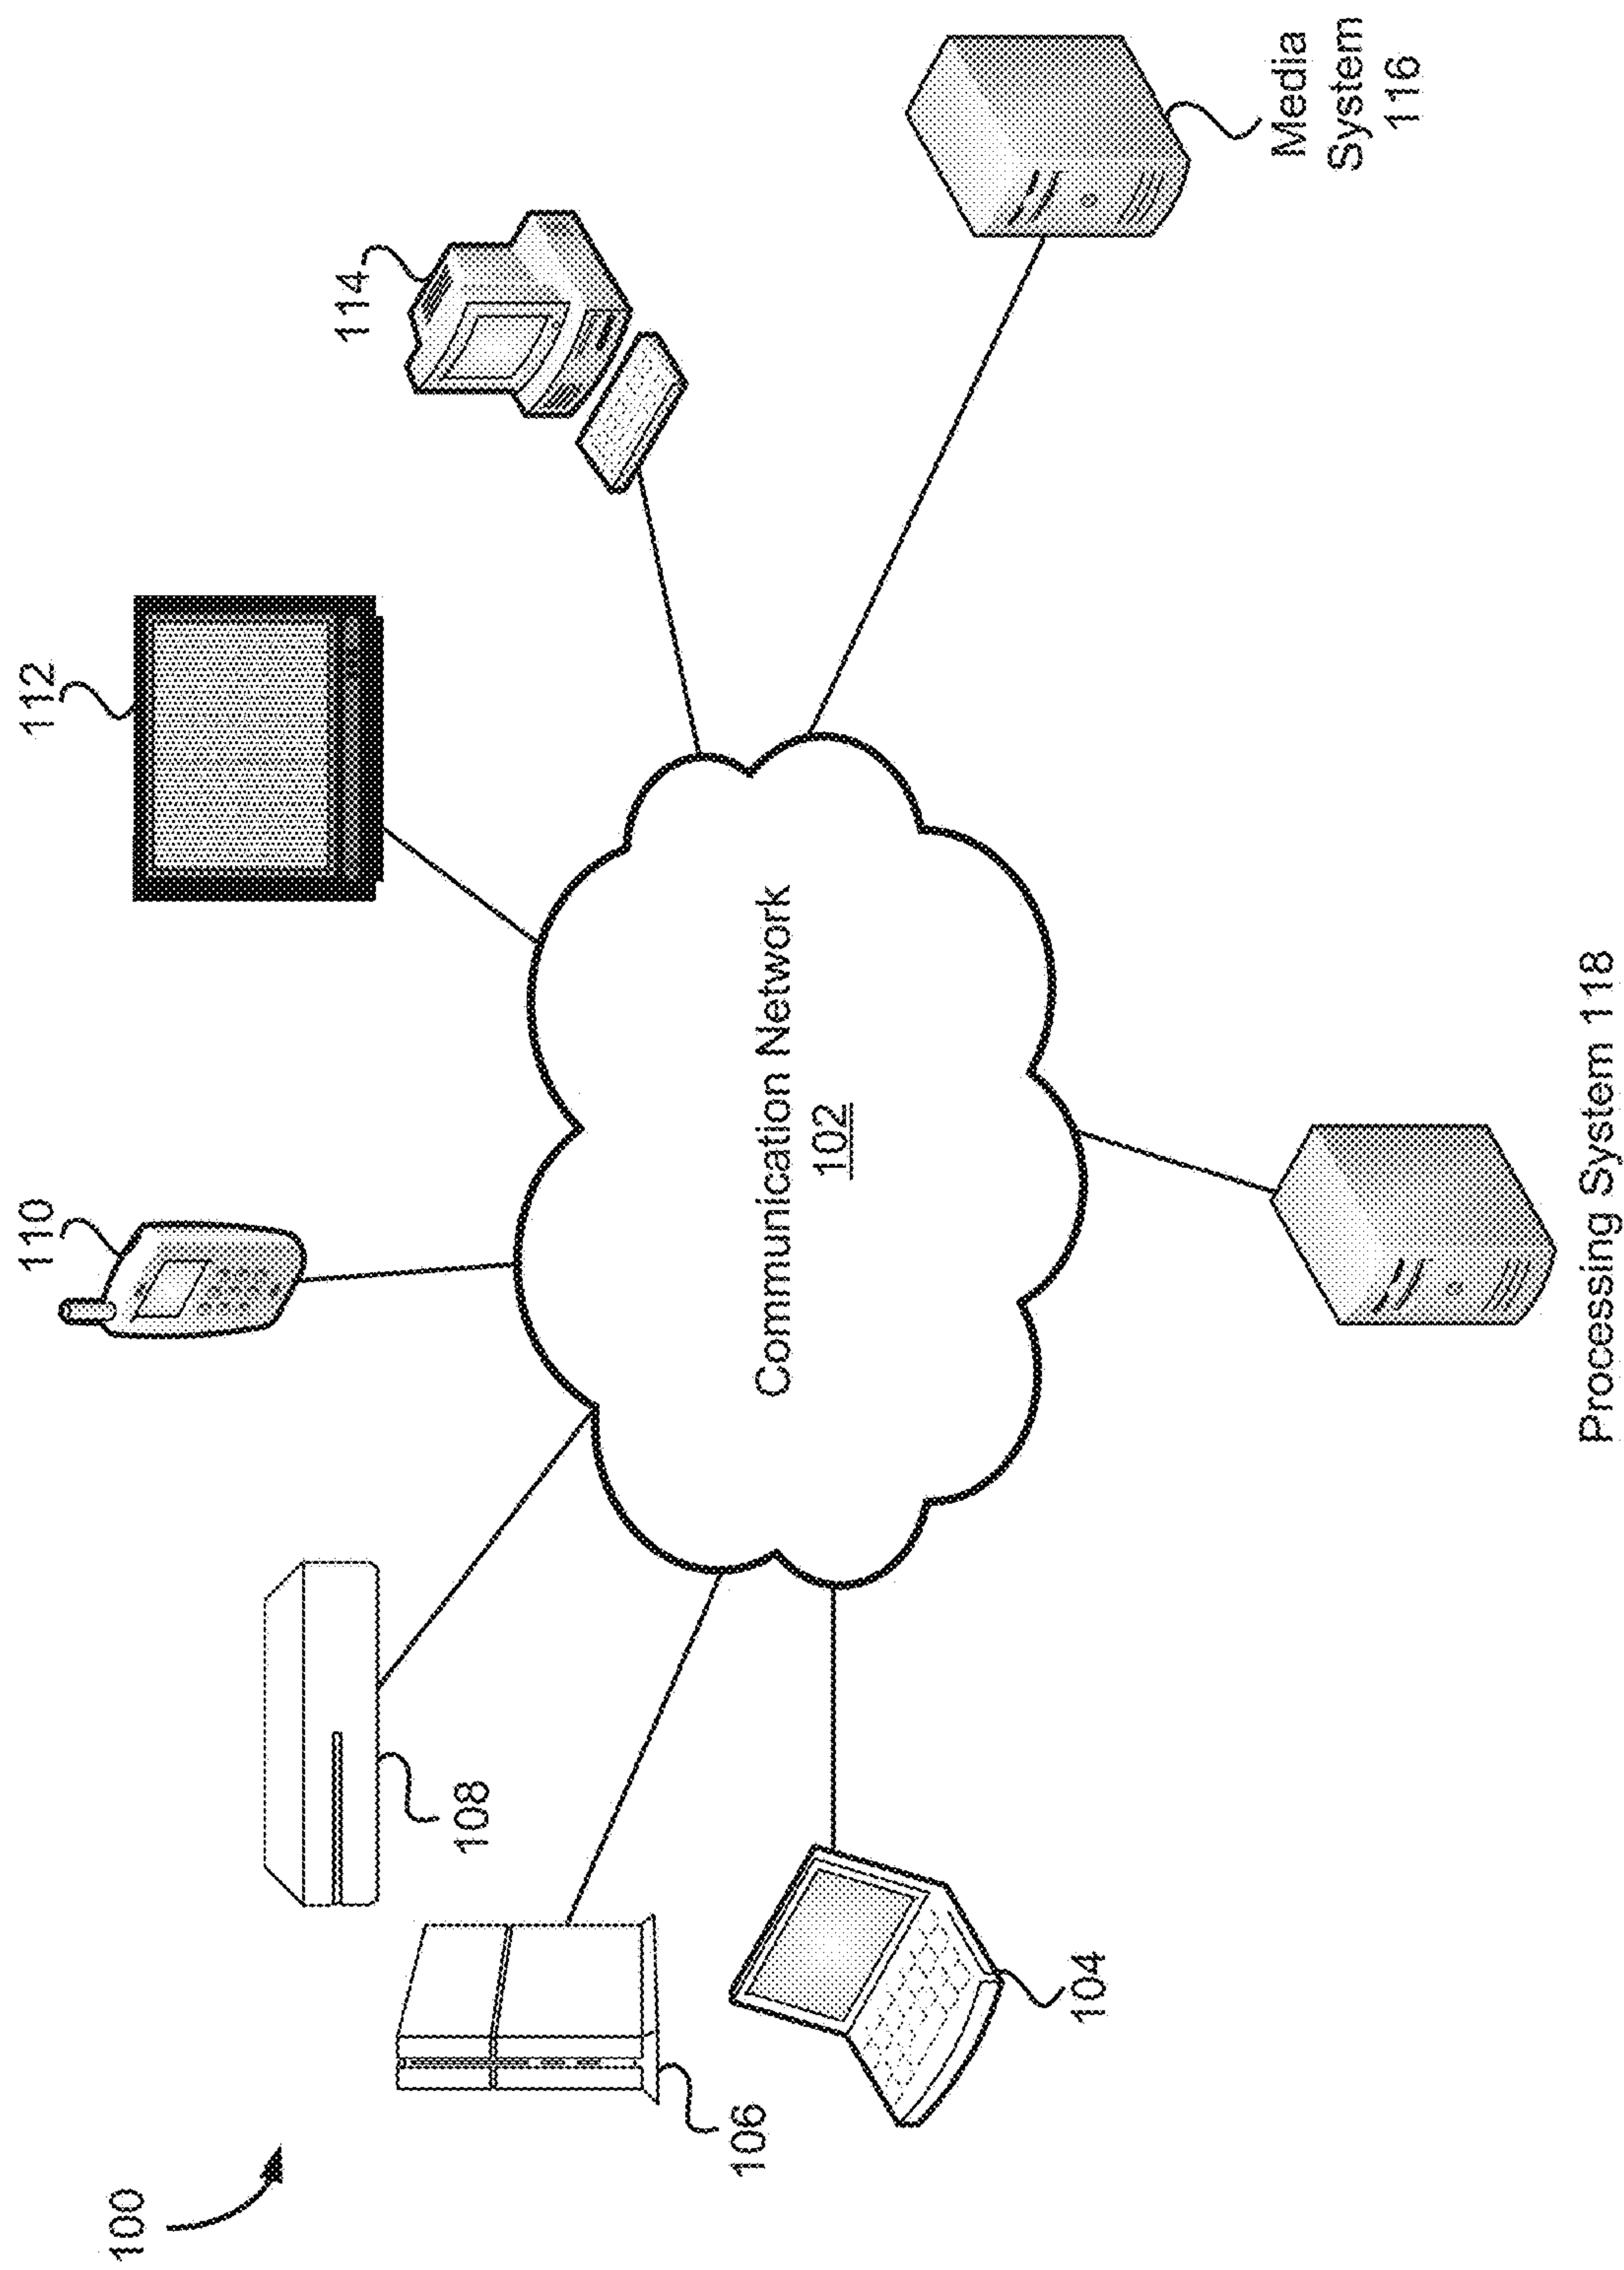 100
106
108
110
112
114
104
Communication Network
102
Media
System
116
Processing System 118